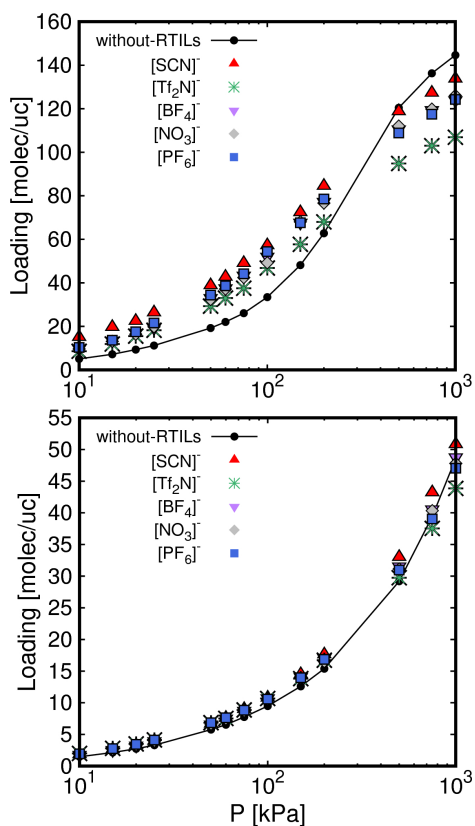 160
140
120
100
80
60
40
20
0
Loading [molec/uc]
without-RTILs
[SCN]⁻
[Tf₂N]⁻
[BF₄]⁻
[NO₃]⁻
[PF₆]⁻
10¹ 10² 10³
55
50
45
40
35
30
25
20
15
10
5
0
Loading [molec/uc]
without-RTILs
[SCN]⁻
[Tf₂N]⁻
[BF₄]⁻
[NO₃]⁻
[PF₆]⁻
10¹ 10² 10³
P [kPa]